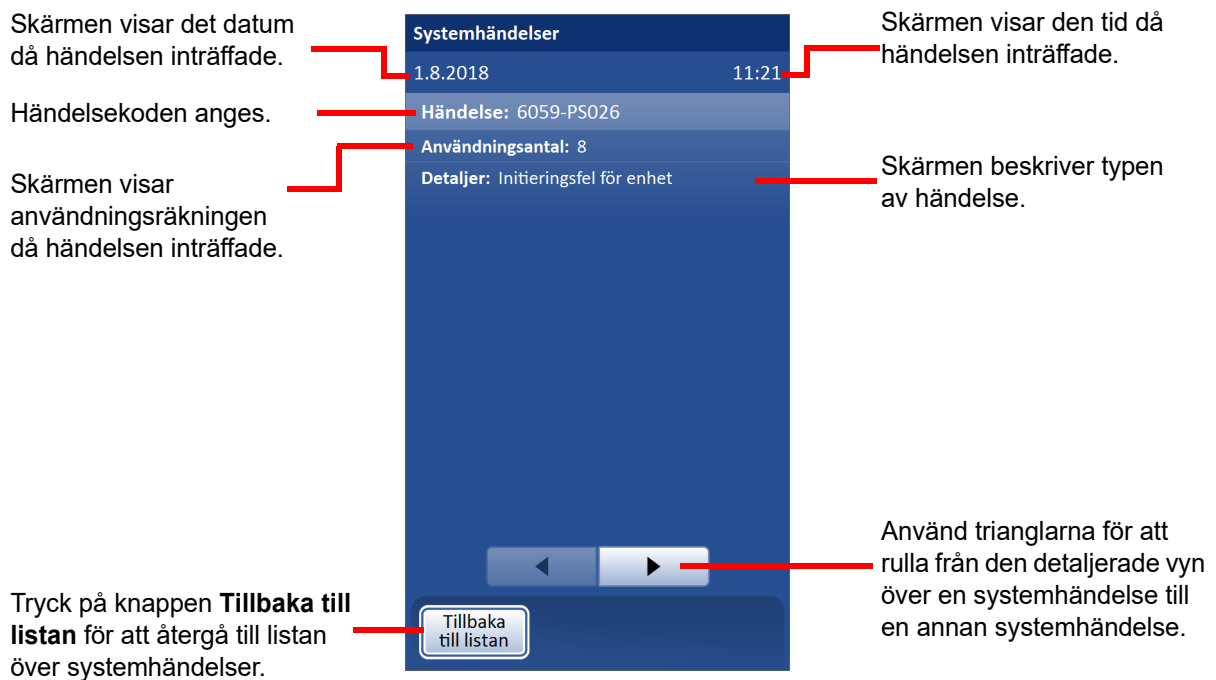 Skärmen visar det datum
då händelsen inträffade.
Händelsekoden anges.
Skärmen visar
användningsräkningen
då händelsen inträffade.
Tryck på knappen Tillbaka till
listan för att återgå till listan
över systemhändelser.
Systemhändelser
1.8.2018 11:21
Händelse: 6059-PS026
Användningsantal: 8
Detaljer: Initieringsfel för enhet
Tillbaka
till listan
Skärmen visar den tid då
händelsen inträffade.
Skärmen beskriver typen
av händelse.
Använd trianglarna för att
rulla från den detaljerade vyn
över en systemhändelse till
en annan systemhändelse.